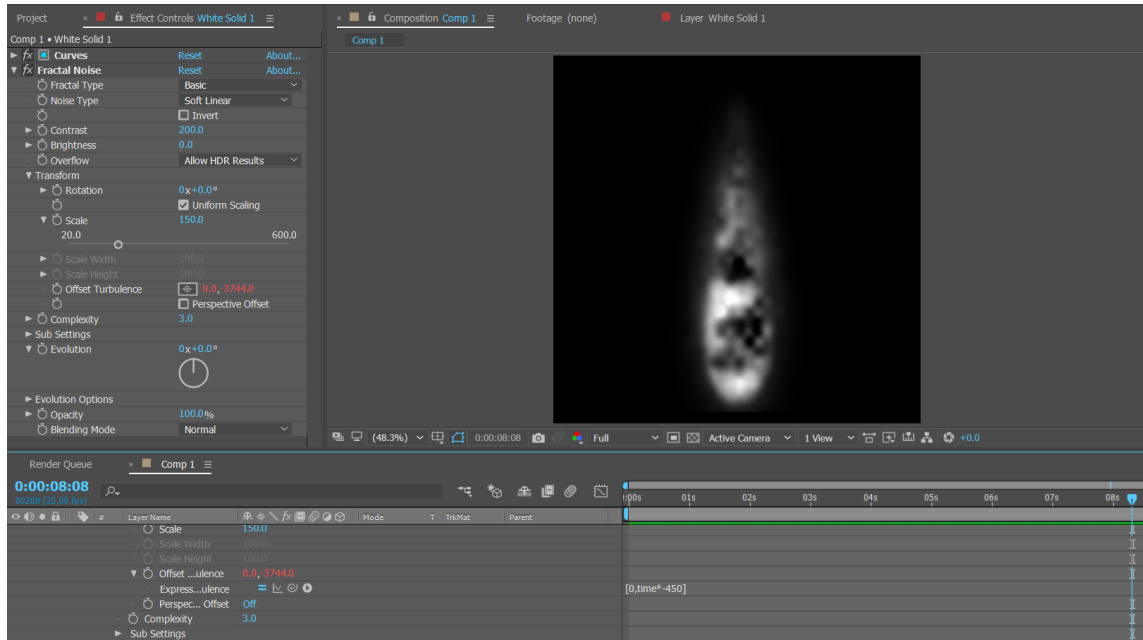 Project
Effect Controls White Solid 1
Composition Comp 1
Footage (none)
Layer White Solid 1
Comp 1 • White Solid 1
Comp 1
fx Curves Reset About...
fx Fractal Noise Reset About...
Fractal Type Basic
Noise Type Soft Linear
Invert
Contrast 200.0
Brightness 0.0
Overflow Allow HDR Results
Transform
Rotation 0x+0.0°
Uniform Scaling
Scale 150.0
20.0 600.0
Scale Width 100.0
Scale Height 100.0
Offset Turbulence 0.0,-3744.0
Perspective Offset
Complexity 3.0
Sub Settings
Evolution 0x+0.0°
Evolution Options
Opacity 100.0%
Blending Mode Normal
(48.3%) 0:00:08:08 Full Active Camera 1 View +0.0
Render Queue Comp 1
0:00:08:08
00208 (25.00 fps)
:00s 01s 02s 03s 04s 05s 06s 07s 08s
# Layer Name fx Mode T TrkMat Parent
Scale 150.0
Scale Width 100.0
Scale Height 100.0
Offset ...ulence 0.0,-3744.0
Express...ulence [0,time*-450]
Perspec... Offset Off
Complexity 3.0
Sub Settings